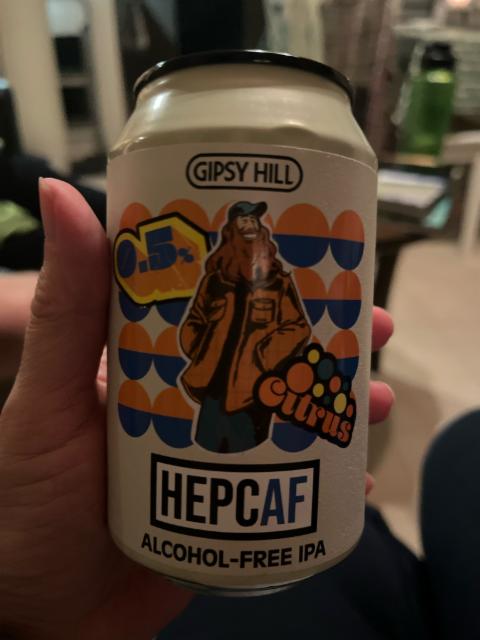 GIPSY HILL
0.5%
Citrus
HEPCAF
ALCOHOL-FREE IPA